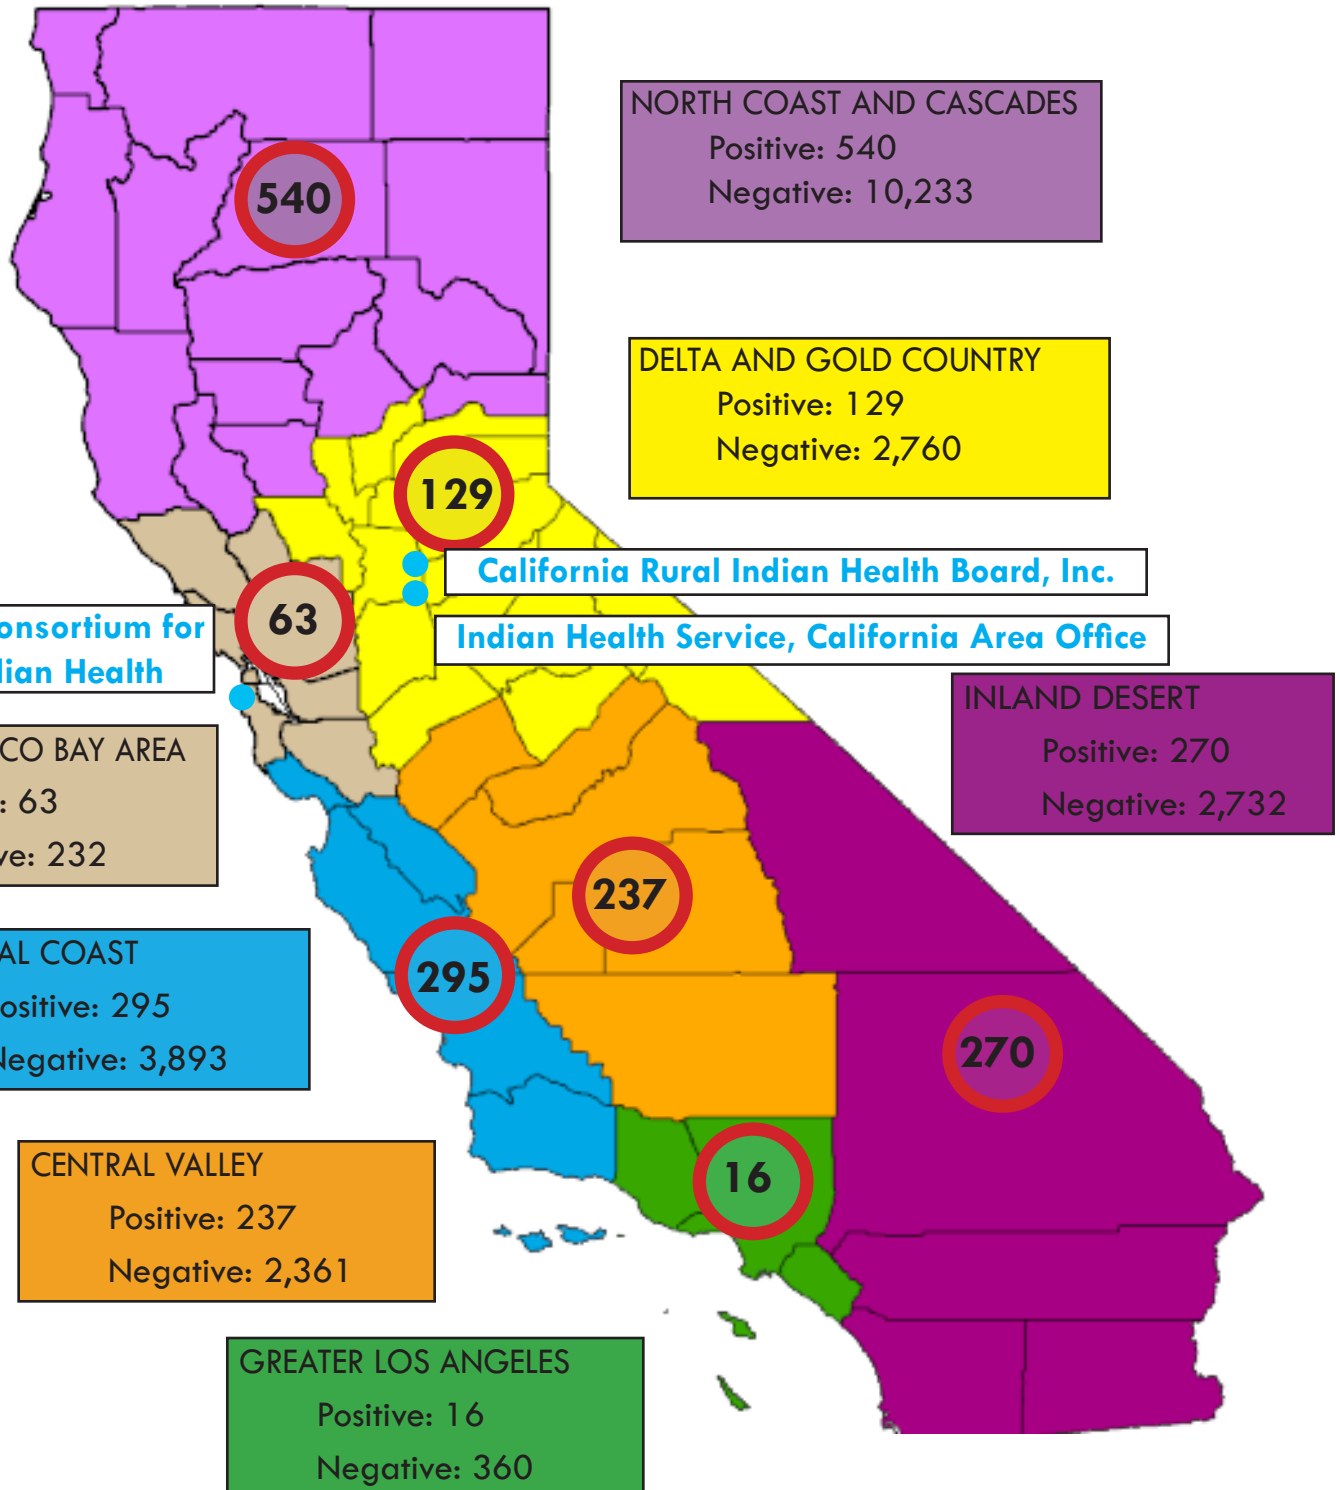 NORTH COAST AND CASCADES
Positive: 540
Negative: 10,233
540
DELTA AND GOLD COUNTRY
Positive: 129
Negative: 2,760
129
California Rural Indian Health Board, Inc.
63
onsortium for
dian Health
Indian Health Service, California Area Office
INLAND DESERT
Positive: 270
Negative: 2,732
CO BAY AREA
: 63
ve: 232
237
AL COAST
ositive: 295
Negative: 3,893
295
270
CENTRAL VALLEY
Positive: 237
Negative: 2,361
16
GREATER LOS ANGELES
Positive: 16
Negative: 360